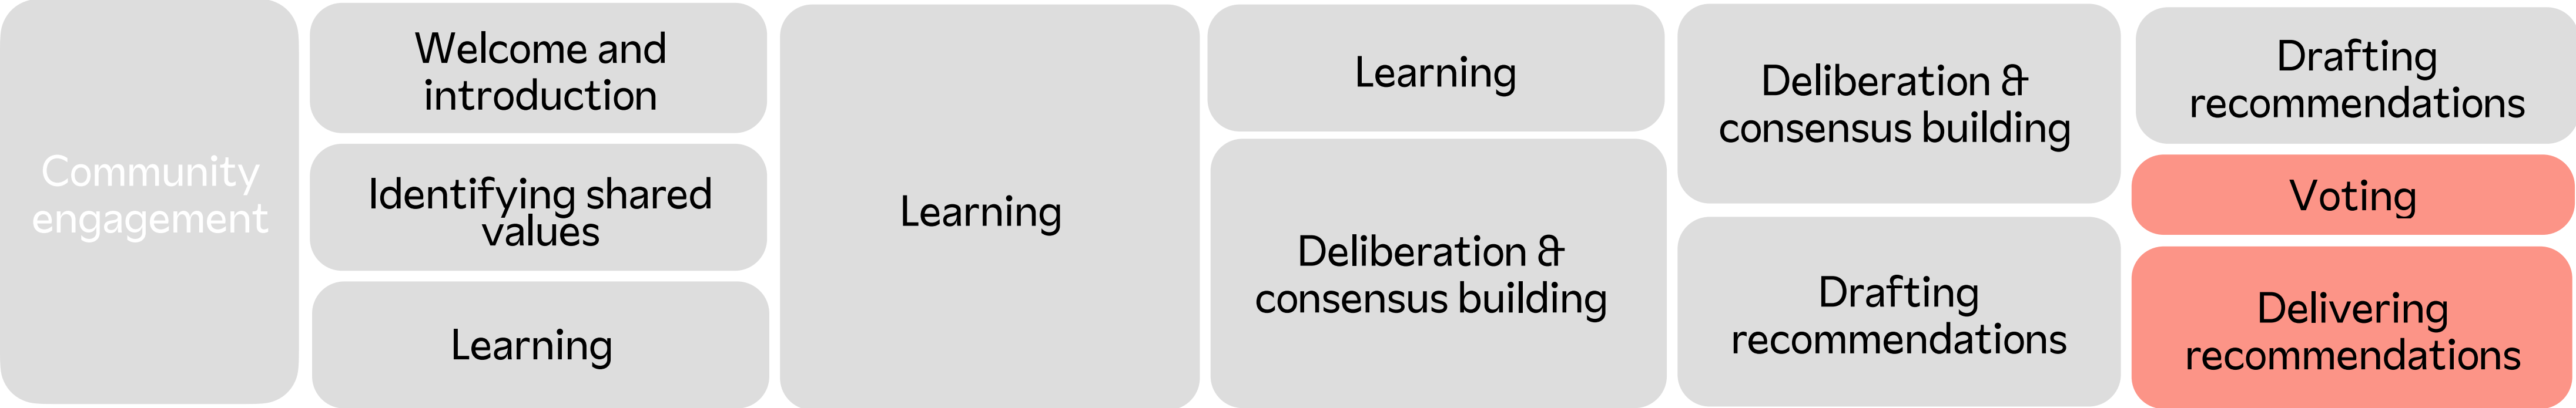 Community
engagement
Welcome and
introduction
Identifying shared
values
Learning
Learning
Learning
Deliberation &
consensus building
Deliberation &
consensus building
Drafting
recommendations
Drafting
recommendations
Voting
Delivering
recommendations